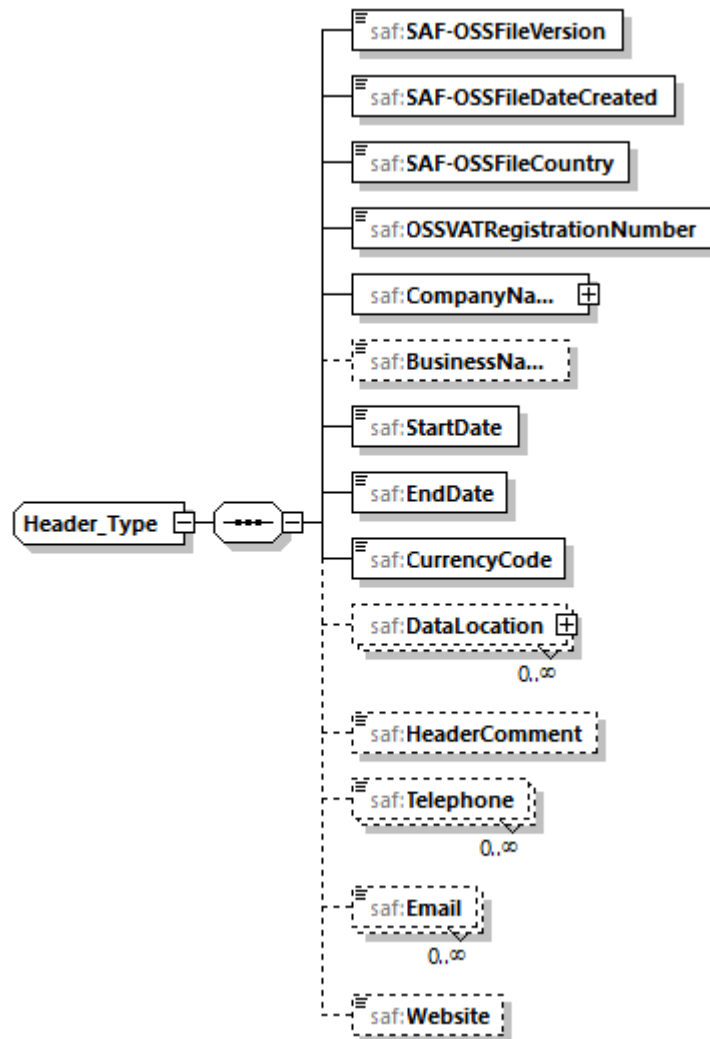 saf:SAF-OSSFileVersion
saf:SAF-OSSFileDateCreated
saf:SAF-OSSFileCountry
saf:OSSVATRegistrationNumber
saf:CompanyNa...
saf:BusinessNa...
saf:StartDate
saf:EndDate
Header_Type
saf:CurrencyCode
saf:DataLocation
0..∞
saf:HeaderComment
saf:Telephone
0..∞
saf:Email
0..∞
saf:Website